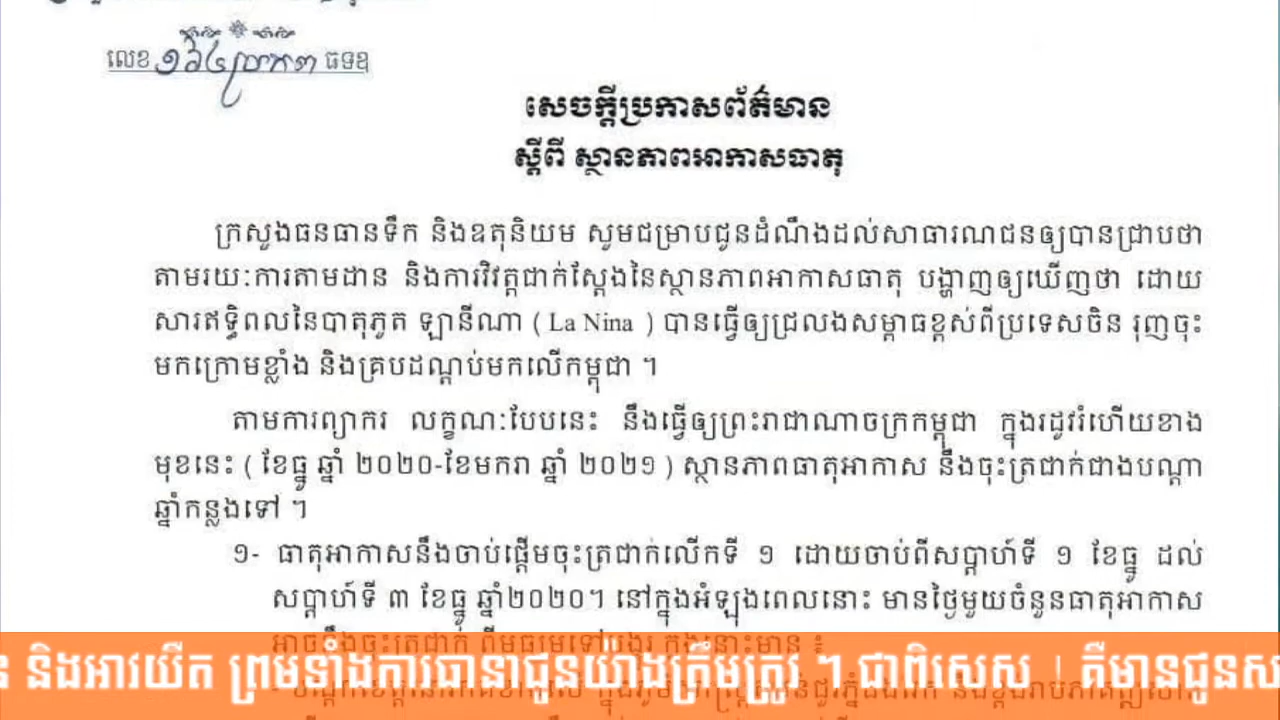 លេខ ១៦៤ ប្រកព ធទឧ
សេចក្តីប្រកាសព័ត៌មាន
ស្តីពី ស្ថានភាពអាកាសធាតុ
ក្រសួងធនធានទឹក និងឧតុនិយម សូមជម្រាបជូនដំណឹងដល់សាធារណជនឲ្យបានជ្រាបថា
តាមរយៈការតាមដាន និងការវិវត្តជាក់ស្តែងនៃស្ថានភាពអាកាសធាតុ បង្ហាញឲ្យឃើញថា ដោយ
សារឥទ្ធិពលនៃបាតុភូត ឡានីណា ( La Nina ) បានធ្វើឲ្យជ្រលងសម្ពាធខ្ពស់ពីប្រទេសចិន រុញចុះ
មកក្រោមខ្លាំង និងគ្របដណ្តប់មកលើកម្ពុជា ។
តាមការព្យាករ លក្ខណៈបែបនេះ នឹងធ្វើឲ្យព្រះរាជាណាចក្រកម្ពុជា ក្នុងរដូវរំហើយខាង
មុខនេះ ( ខែធ្នូ ឆ្នាំ ២០២០-ខែមករា ឆ្នាំ ២០២១ ) ស្ថានភាពធាតុអាកាស នឹងចុះត្រជាក់ជាងបណ្តា
ឆ្នាំកន្លងទៅ ។
១- ធាតុអាកាសនឹងចាប់ផ្តើមចុះត្រជាក់លើកទី ១ ដោយចាប់ពីសប្តាហ៍ទី ១ ខែធ្នូ ដល់
សប្តាហ៍ទី ៣ ខែធ្នូ ឆ្នាំ២០២០។ នៅក្នុងអំឡុងពេលនោះ មានថ្ងៃមួយចំនួនធាតុអាកាស
និងអាវយឺត ព្រមទាំងការធានាជូនយ៉ាងត្រឹមត្រូវ ។ ជាពិសេស | គឺមានជូនស